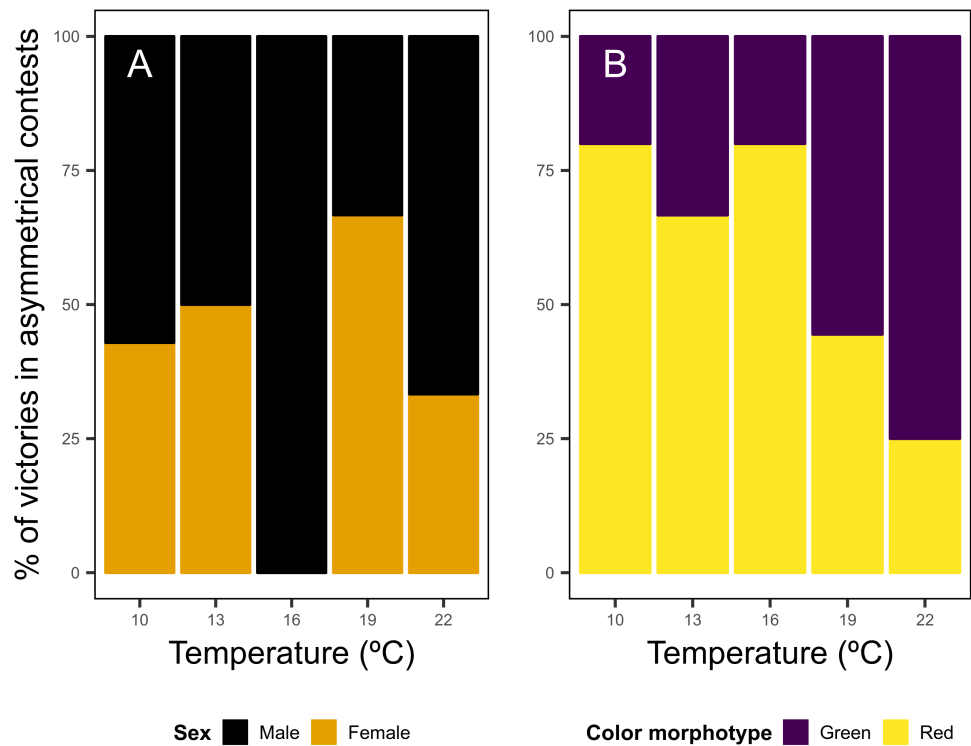 % of victories in asymmetrical contests
A
100
75
50
25
0
10 13 16 19 22
Temperature (ºC)
Sex Male Female
B
100
75
50
25
0
10 13 16 19 22
Temperature (ºC)
Color morphotype Green Red